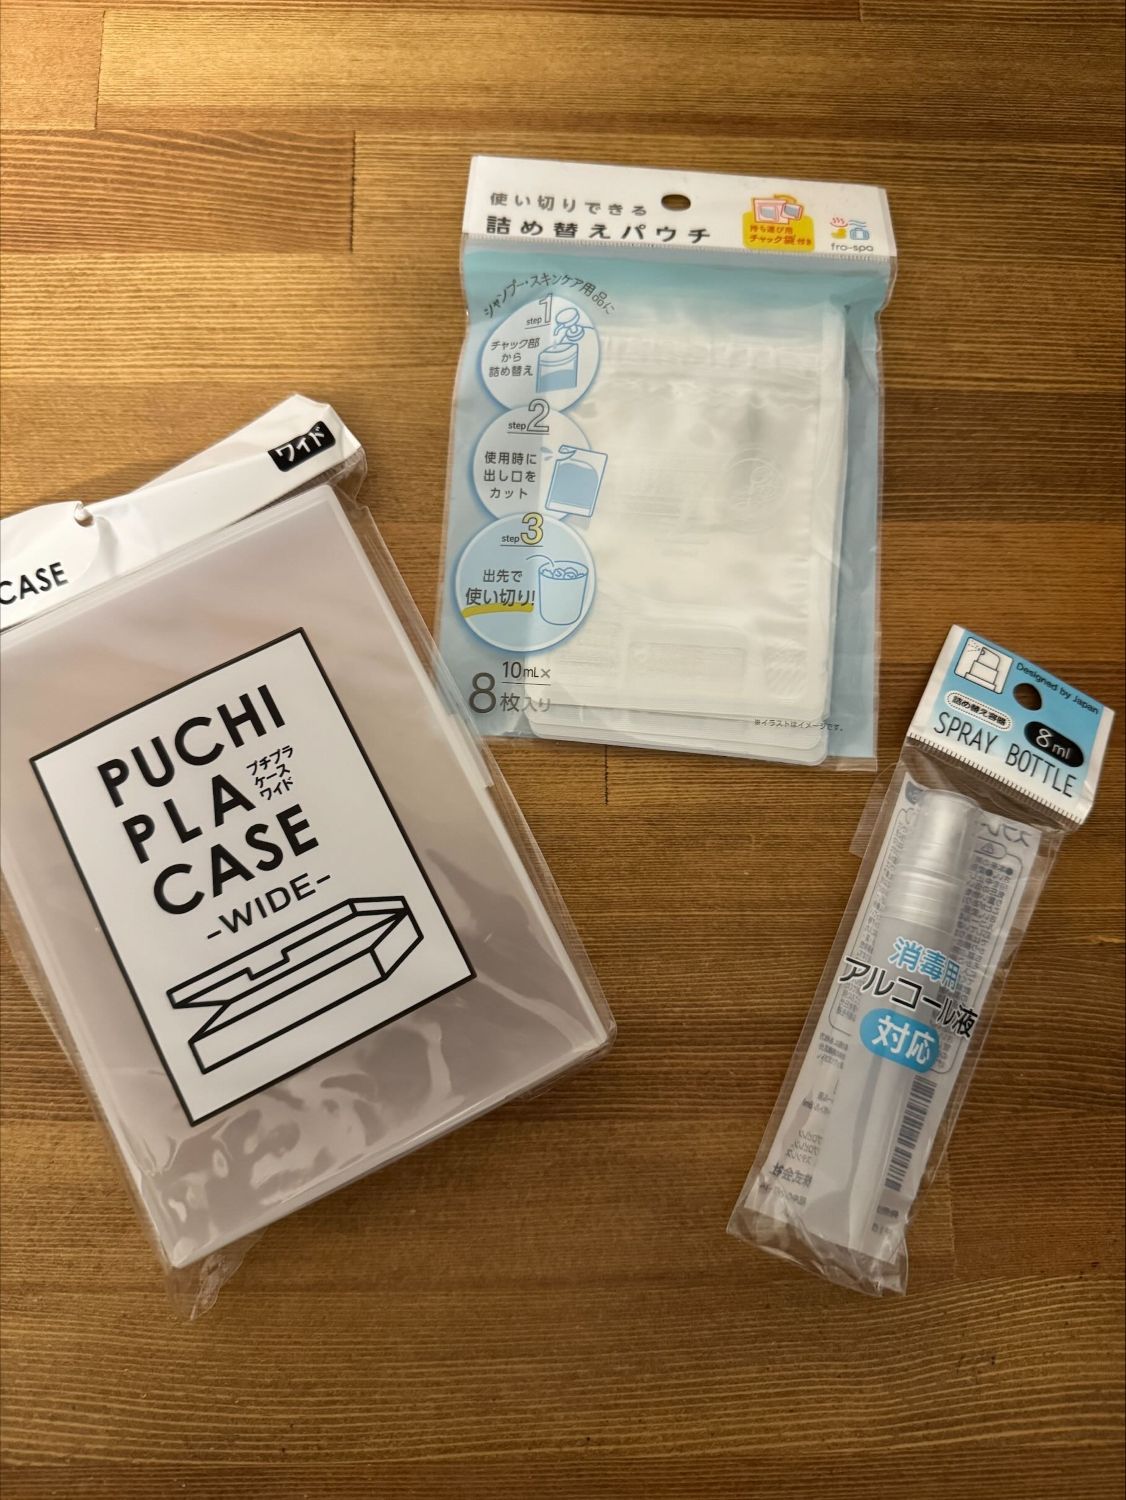 使い切りできる
詰め替えパウチ
持ち運び用
チャック袋付き
fro-spa
シャンプー・スキンケア用品に
step1
チャック部
から
詰め替え
step2
使用時に
出し口を
カット
step3
出先で
使い切り!
10mL×
8枚入り
※イラストはイメージです。
ワイド
CASE
PUCHI
PLA
プチプラ
ケース
ワイド
CASE
-WIDE-
Designed by Japan
詰め替え容器
SPRAY BOTTLE
8ml
消毒用
アルコール液
対応